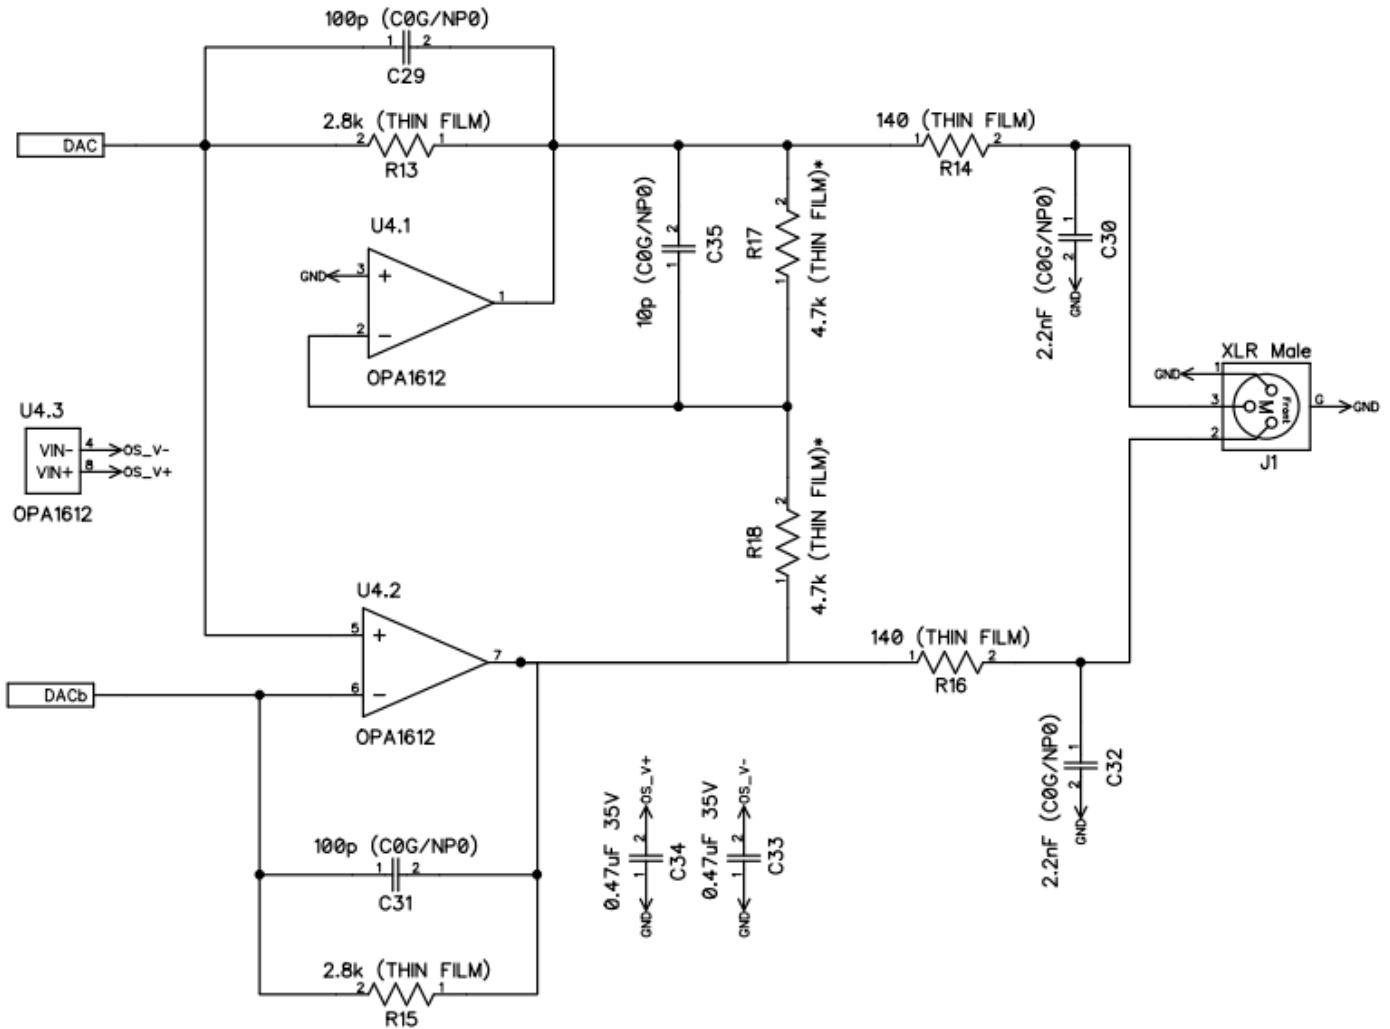 100p (C0G/NP0)
1 2
C29
2.8k (THIN FILM)
DAC
2 1
R13
140 (THIN FILM)
1 2
R14
U4.1
GND
3
+
1
2
-
OPA1612
10p (C0G/NP0)
2
1
C35
R17
2
1
4.7k (THIN FILM)*
2.2nF (C0G/NP0)
1
2
C30
GND
XLR Male
GND
1
3
2
M
Front
G
GND
J1
U4.3
VIN-
4
OS_V-
VIN+
8
OS_V+
OPA1612
R18
2
1
4.7k (THIN FILM)*
U4.2
5
+
7
DACb
6
-
OPA1612
140 (THIN FILM)
1 2
R16
2.2nF (C0G/NP0)
1
2
C32
GND
0.47uF 35V
OS_V+
2
1
C34
GND
0.47uF 35V
OS_V-
2
1
C33
GND
100p (C0G/NP0)
1 2
C31
2.8k (THIN FILM)
2 1
R15